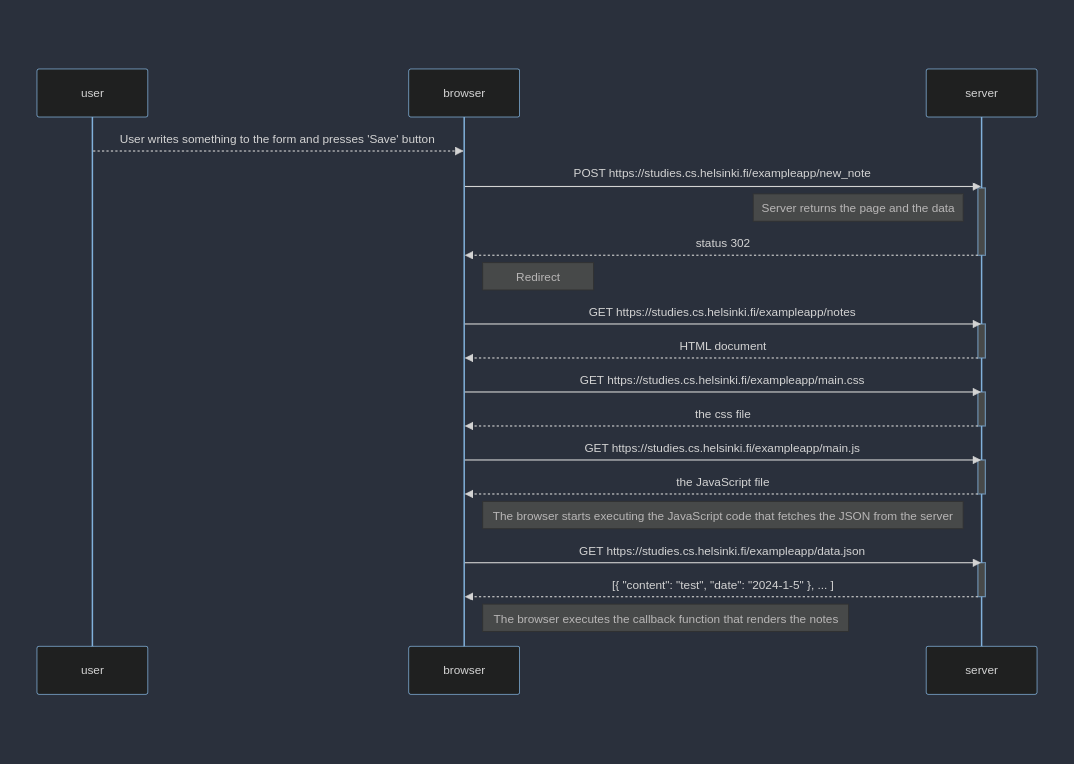 user
browser
server
User writes something to the form and presses 'Save' button
POST https://studies.cs.helsinki.fi/exampleapp/new_note
Server returns the page and the data
status 302
Redirect
GET https://studies.cs.helsinki.fi/exampleapp/notes
HTML document
GET https://studies.cs.helsinki.fi/exampleapp/main.css
the css file
GET https://studies.cs.helsinki.fi/exampleapp/main.js
the JavaScript file
The browser starts executing the JavaScript code that fetches the JSON from the server
GET https://studies.cs.helsinki.fi/exampleapp/data.json
[{ "content": "test", "date": "2024-1-5" }, ... ]
The browser executes the callback function that renders the notes
user
browser
server